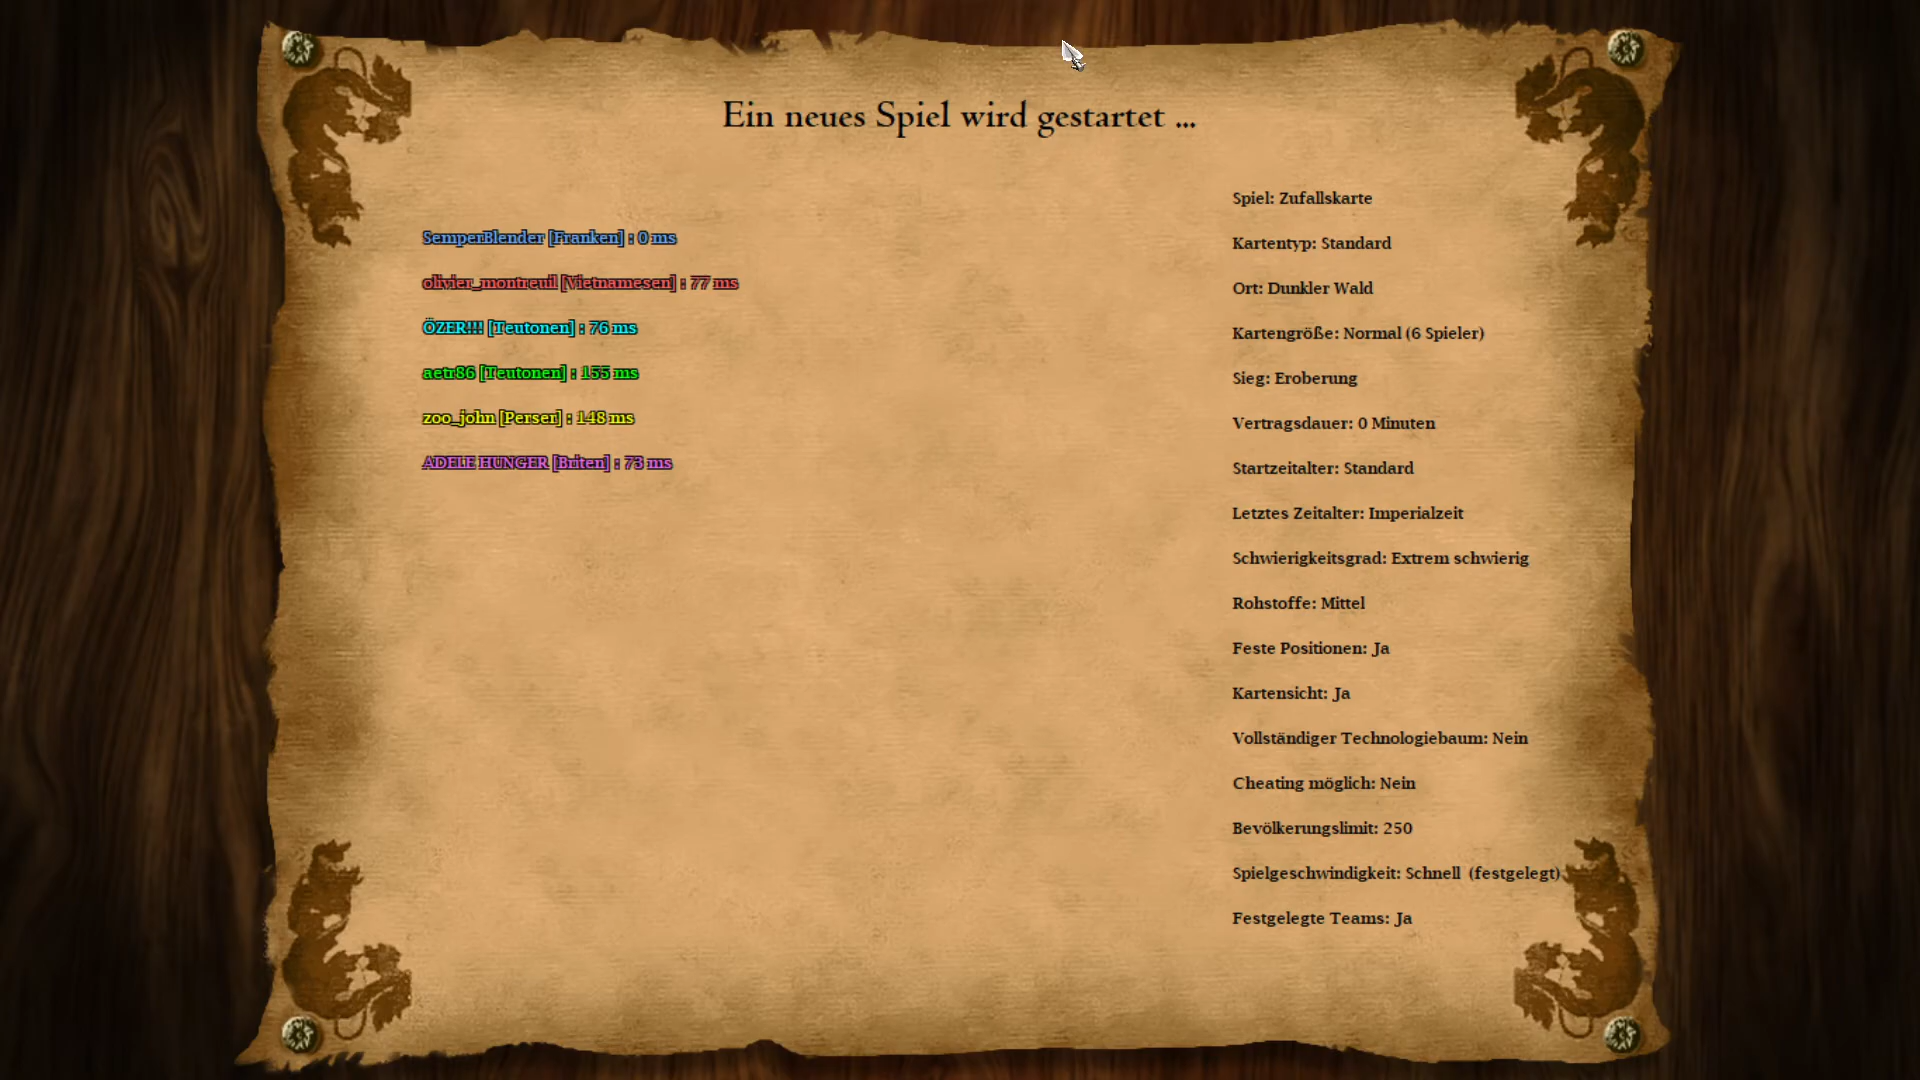 Ein neues Spiel wird gestartet ...
SemperBlender [Franken] : 0 ms
olivier_montreuil [Vietnamesen] : 77 ms
ÖZER!!! [Teutonen] : 76 ms
aetr86 [Teutonen] : 155 ms
zoo_john [Perser] : 148 ms
ADELE HUNGER [Briten] : 73 ms
Spiel: Zufallskarte
Kartentyp: Standard
Ort: Dunkler Wald
Kartengröße: Normal (6 Spieler)
Sieg: Eroberung
Vertragsdauer: 0 Minuten
Startzeitalter: Standard
Letztes Zeitalter: Imperialzeit
Schwierigkeitsgrad: Extrem schwierig
Rohstoffe: Mittel
Feste Positionen: Ja
Kartensicht: Ja
Vollständiger Technologiebaum: Nein
Cheating möglich: Nein
Bevölkerungslimit: 250
Spielgeschwindigkeit: Schnell (festgelegt)
Festgelegte Teams: Ja